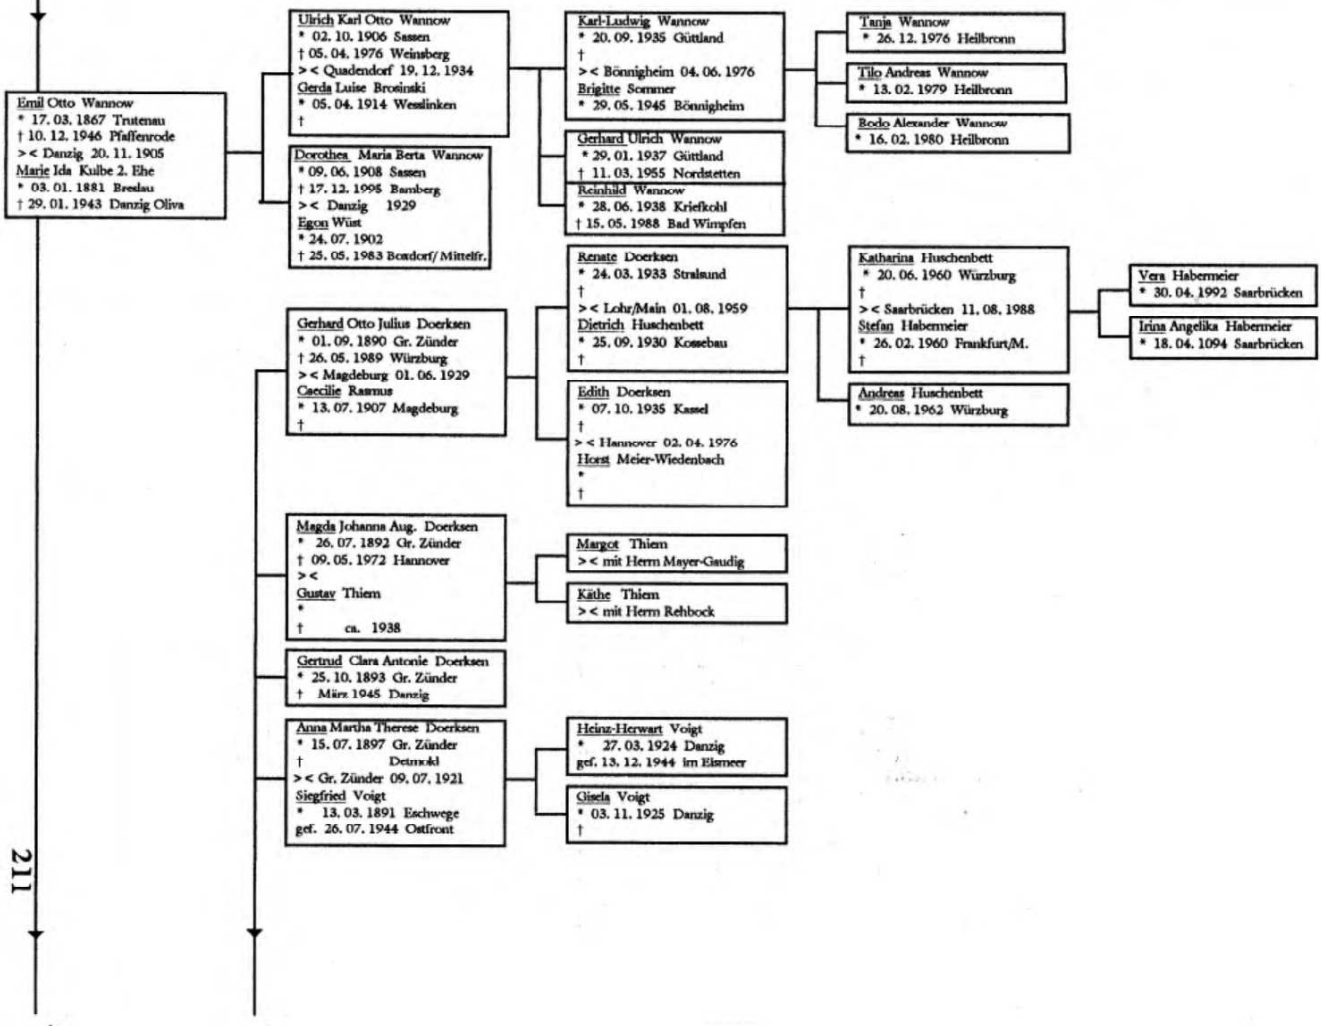 Emil Otto Wannow
* 17. 03. 1867 Trutenau
† 10. 12. 1946 Pfaffenrode
>< Danzig 20. 11. 1905
Marie Ida Kulbe 2. Ehe
* 03. 01. 1881 Breslau
† 29. 01. 1943 Danzig Oliva
Ulrich Karl Otto Wannow
* 02. 10. 1906 Sassen
† 05. 04. 1976 Weinsberg
>< Quadendorf 19. 12. 1934
Gerda Luise Brosinski
* 05. 04. 1914 Wesslinken
†
Dorothea Maria Berta Wannow
* 09. 06. 1908 Sassen
† 17. 12. 1995 Bamberg
>< Danzig 1929
Egon Wüst
* 24. 07. 1902
† 25. 05. 1983 Boxdorf/Mittelfr.
Karl-Ludwig Wannow
* 20. 09. 1935 Güttland
†
>< Bönnigheim 04. 06. 1976
Brigitte Sommer
* 29. 05. 1945 Bönnigheim
Gerhard Ulrich Wannow
* 29. 01. 1937 Güttland
† 11. 03. 1955 Nordstetten
Reinhild Wannow
* 28. 06. 1938 Kriefkohl
† 15. 05. 1988 Bad Wimpfen
Tanja Wannow
* 26. 12. 1976 Heilbronn
Tilo Andreas Wannow
* 13. 02. 1979 Heilbronn
Bodo Alexander Wannow
* 16. 02. 1980 Heilbronn
Gerhard Otto Julius Doerksen
* 01. 09. 1890 Gr. Zünder
† 26. 05. 1989 Würzburg
>< Magdeburg 01. 06. 1929
Caecilie Rasmus
* 13. 07. 1907 Magdeburg
†
Renate Doerksen
* 24. 03. 1933 Stralsund
†
>< Lohr/Main 01. 08. 1959
Dietrich Huschenbett
* 25. 09. 1930 Kossebau
†
Edith Doerksen
* 07. 10. 1935 Kassel
†
>< Hannover 02. 04. 1976
Horst Meier-Wiedenbach
*
†
Katharina Huschenbett
* 20. 06. 1960 Würzburg
†
>< Saarbrücken 11. 08. 1988
Stefan Habermeier
* 26. 02. 1960 Frankfurt/M.
†
Andreas Huschenbett
* 20. 08. 1962 Würzburg
Vera Habermeier
* 30. 04. 1992 Saarbrücken
Irina Angelika Habermeier
* 18. 04. 1094 Saarbrücken
Magda Johanna Aug. Doerksen
* 26. 07. 1892 Gr. Zünder
† 09. 05. 1972 Hannover
><
Gustav Thiem
*
† ca. 1938
Margot Thiem
>< mit Herrn Mayer-Gaudig
Käthe Thiem
>< mit Herrn Rehbock
Gertrud Clara Antonie Doerksen
* 25. 10. 1893 Gr. Zünder
† März 1945 Danzig
Anna Martha Therese Doerksen
* 15. 07. 1897 Gr. Zünder
† Detmold
>< Gr. Zünder 09. 07. 1921
Siegfried Voigt
* 13. 03. 1891 Eschwege
gef. 26. 07. 1944 Ostfront
Heinz-Herwart Voigt
* 27. 03. 1924 Danzig
gef. 13. 12. 1944 im Eismeer
Gisela Voigt
* 03. 11. 1925 Danzig
†
211